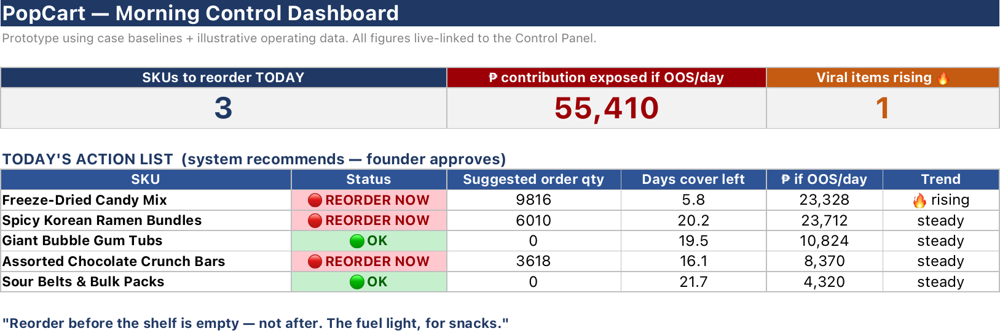 PopCart — Morning Control Dashboard
Prototype using case baselines + illustrative operating data. All figures live-linked to the Control Panel.
SKUs to reorder TODAY ₱ contribution exposed if OOS/day Viral items rising 🔥
3 55,410 1
TODAY'S ACTION LIST (system recommends — founder approves)
SKU Status Suggested order qty Days cover left ₱ if OOS/day Trend
Freeze-Dried Candy Mix 🔴 REORDER NOW 9816 5.8 23,328 🔥 rising
Spicy Korean Ramen Bundles 🔴 REORDER NOW 6010 20.2 23,712 steady
Giant Bubble Gum Tubs 🟢 OK 0 19.5 10,824 steady
Assorted Chocolate Crunch Bars 🔴 REORDER NOW 3618 16.1 8,370 steady
Sour Belts & Bulk Packs 🟢 OK 0 21.7 4,320 steady
"Reorder before the shelf is empty — not after. The fuel light, for snacks."